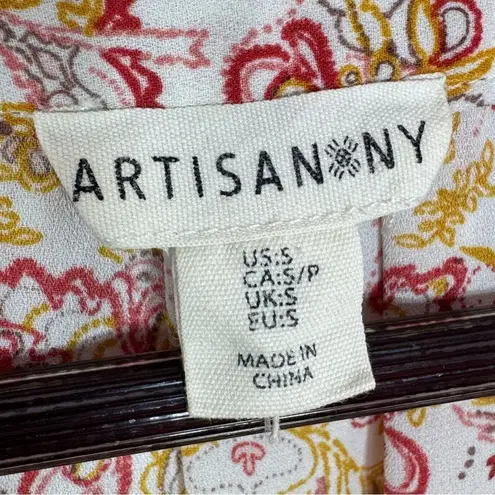 ARTISAN NY
US:S
CA:S/P
UK:S
EU:S
MADE IN
CHINA